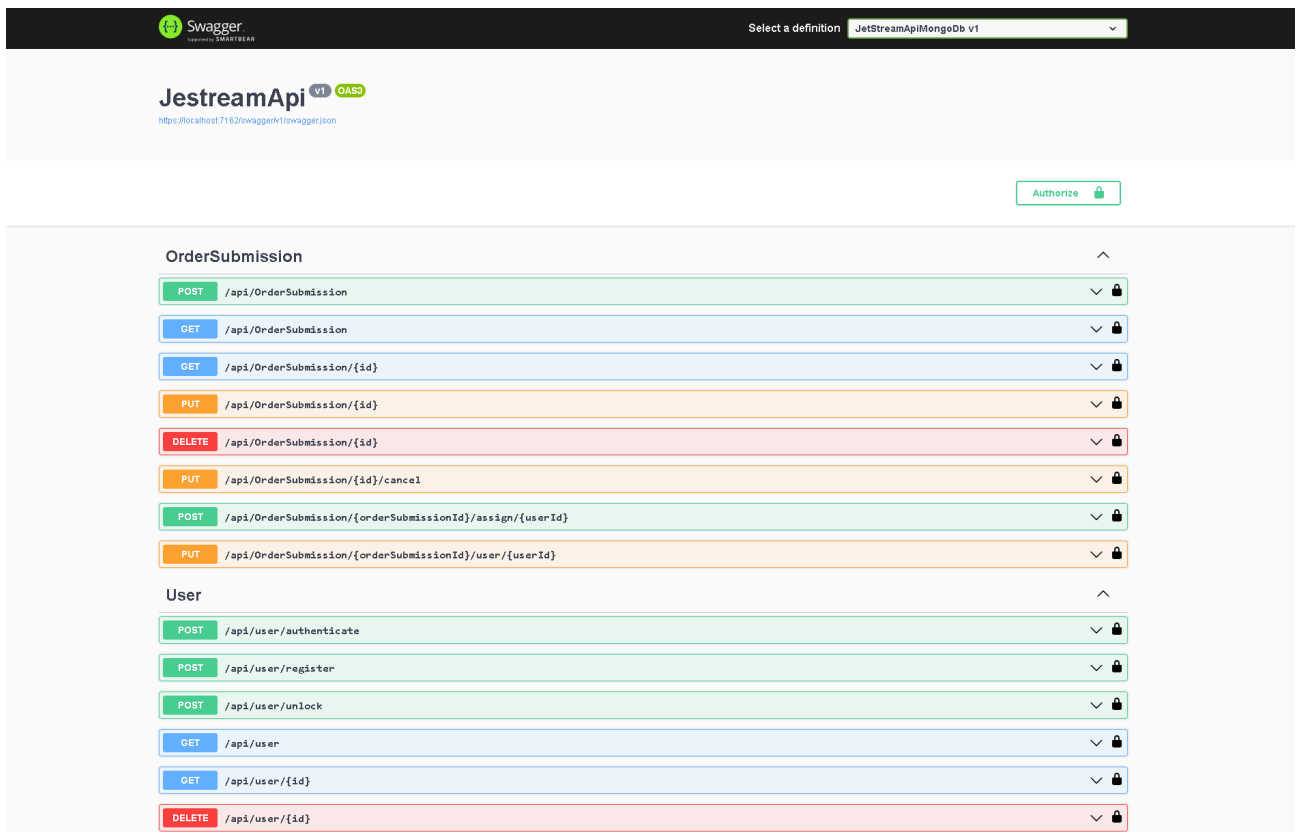 Swagger
Supported by SMARTBEAR
Select a definition
JetStreamApiMongoDb v1
JestreamApi v1 OAS3
https://localhost:7162/swagger/v1/swagger.json
Authorize
OrderSubmission
POST /api/OrderSubmission
GET /api/OrderSubmission
GET /api/OrderSubmission/{id}
PUT /api/OrderSubmission/{id}
DELETE /api/OrderSubmission/{id}
PUT /api/OrderSubmission/{id}/cancel
POST /api/OrderSubmission/{orderSubmissionId}/assign/{userId}
PUT /api/OrderSubmission/{orderSubmissionId}/user/{userId}
User
POST /api/user/authenticate
POST /api/user/register
POST /api/user/unlock
GET /api/user
GET /api/user/{id}
DELETE /api/user/{id}